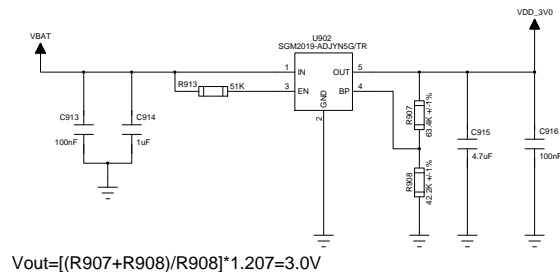 VDD_3V0
VBAT
U902
SGM2019-ADJYN5G/TR
1
IN
OUT
5
R913
51K
3
EN
BP
4
GND
2
R907
63.4K +/-1%
C913
100nF
C914
1uF
C915
4.7uF
C916
100nF
R908
42.2K +/-1%
Vout=[(R907+R908)/R908]*1.207=3.0V